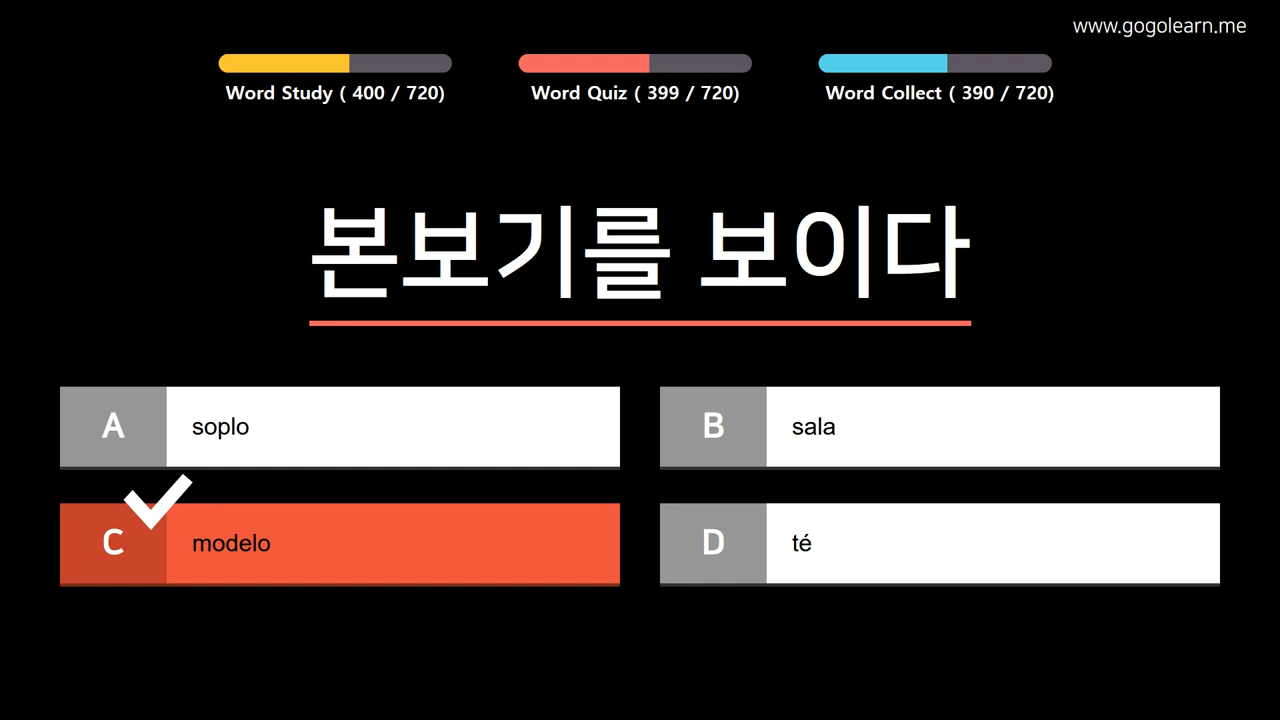 www.gogolearn.me
Word Study ( 400 / 720)
Word Quiz ( 399 / 720)
Word Collect ( 390 / 720)
본보기를 보이다
A soplo
B sala
C modelo
D té